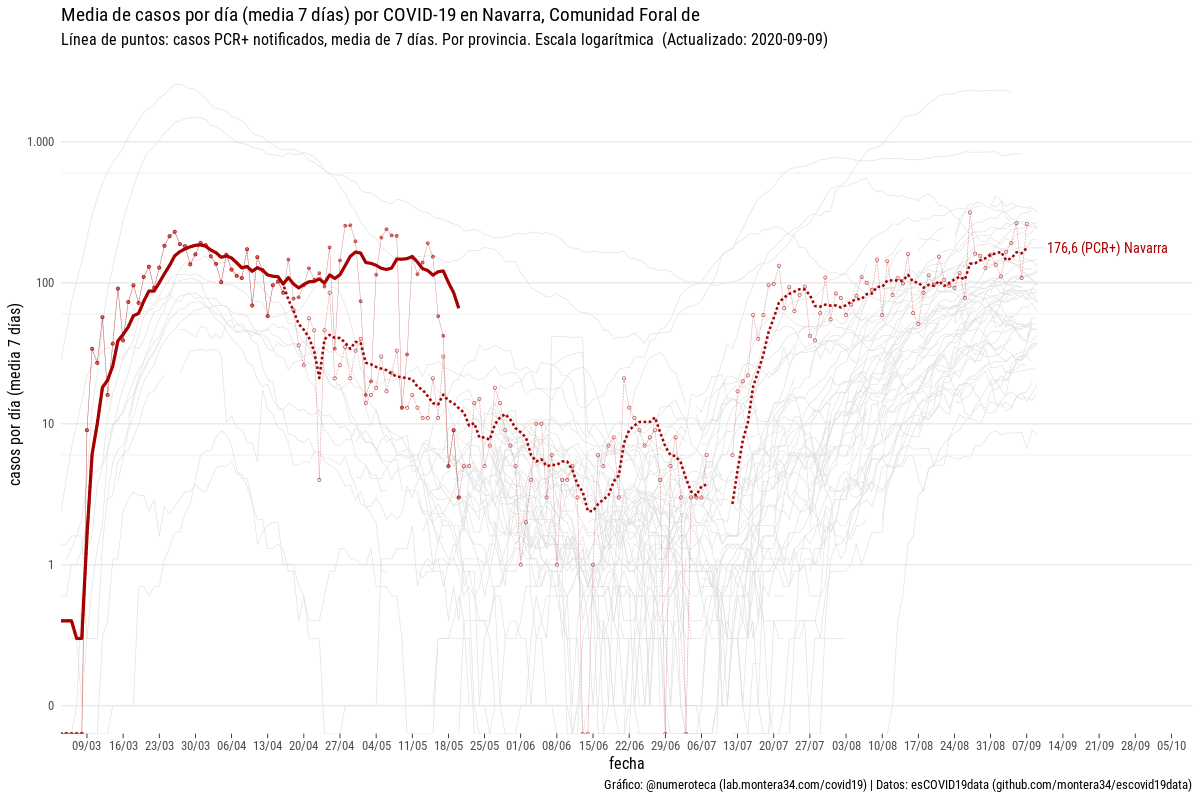 Media de casos por día (media 7 días) por COVID-19 en Navarra, Comunidad Foral de
Línea de puntos: casos PCR+ notificados, media de 7 días. Por provincia. Escala logarítmica  (Actualizado: 2020-09-09)
casos por día (media 7 días)
1.000
100
10
1
0
176,6 (PCR+) Navarra
09/03 16/03 23/03 30/03 06/04 13/04 20/04 27/04 04/05 11/05 18/05 25/05 01/06 08/06 15/06 22/06 29/06 06/07 13/07 20/07 27/07 03/08 10/08 17/08 24/08 31/08 07/09 14/09 21/09 28/09 05/10
fecha
Gráfico: @numeroteca (lab.montera34.com/covid19) | Datos: esCOVID19data (github.com/montera34/escovid19data)